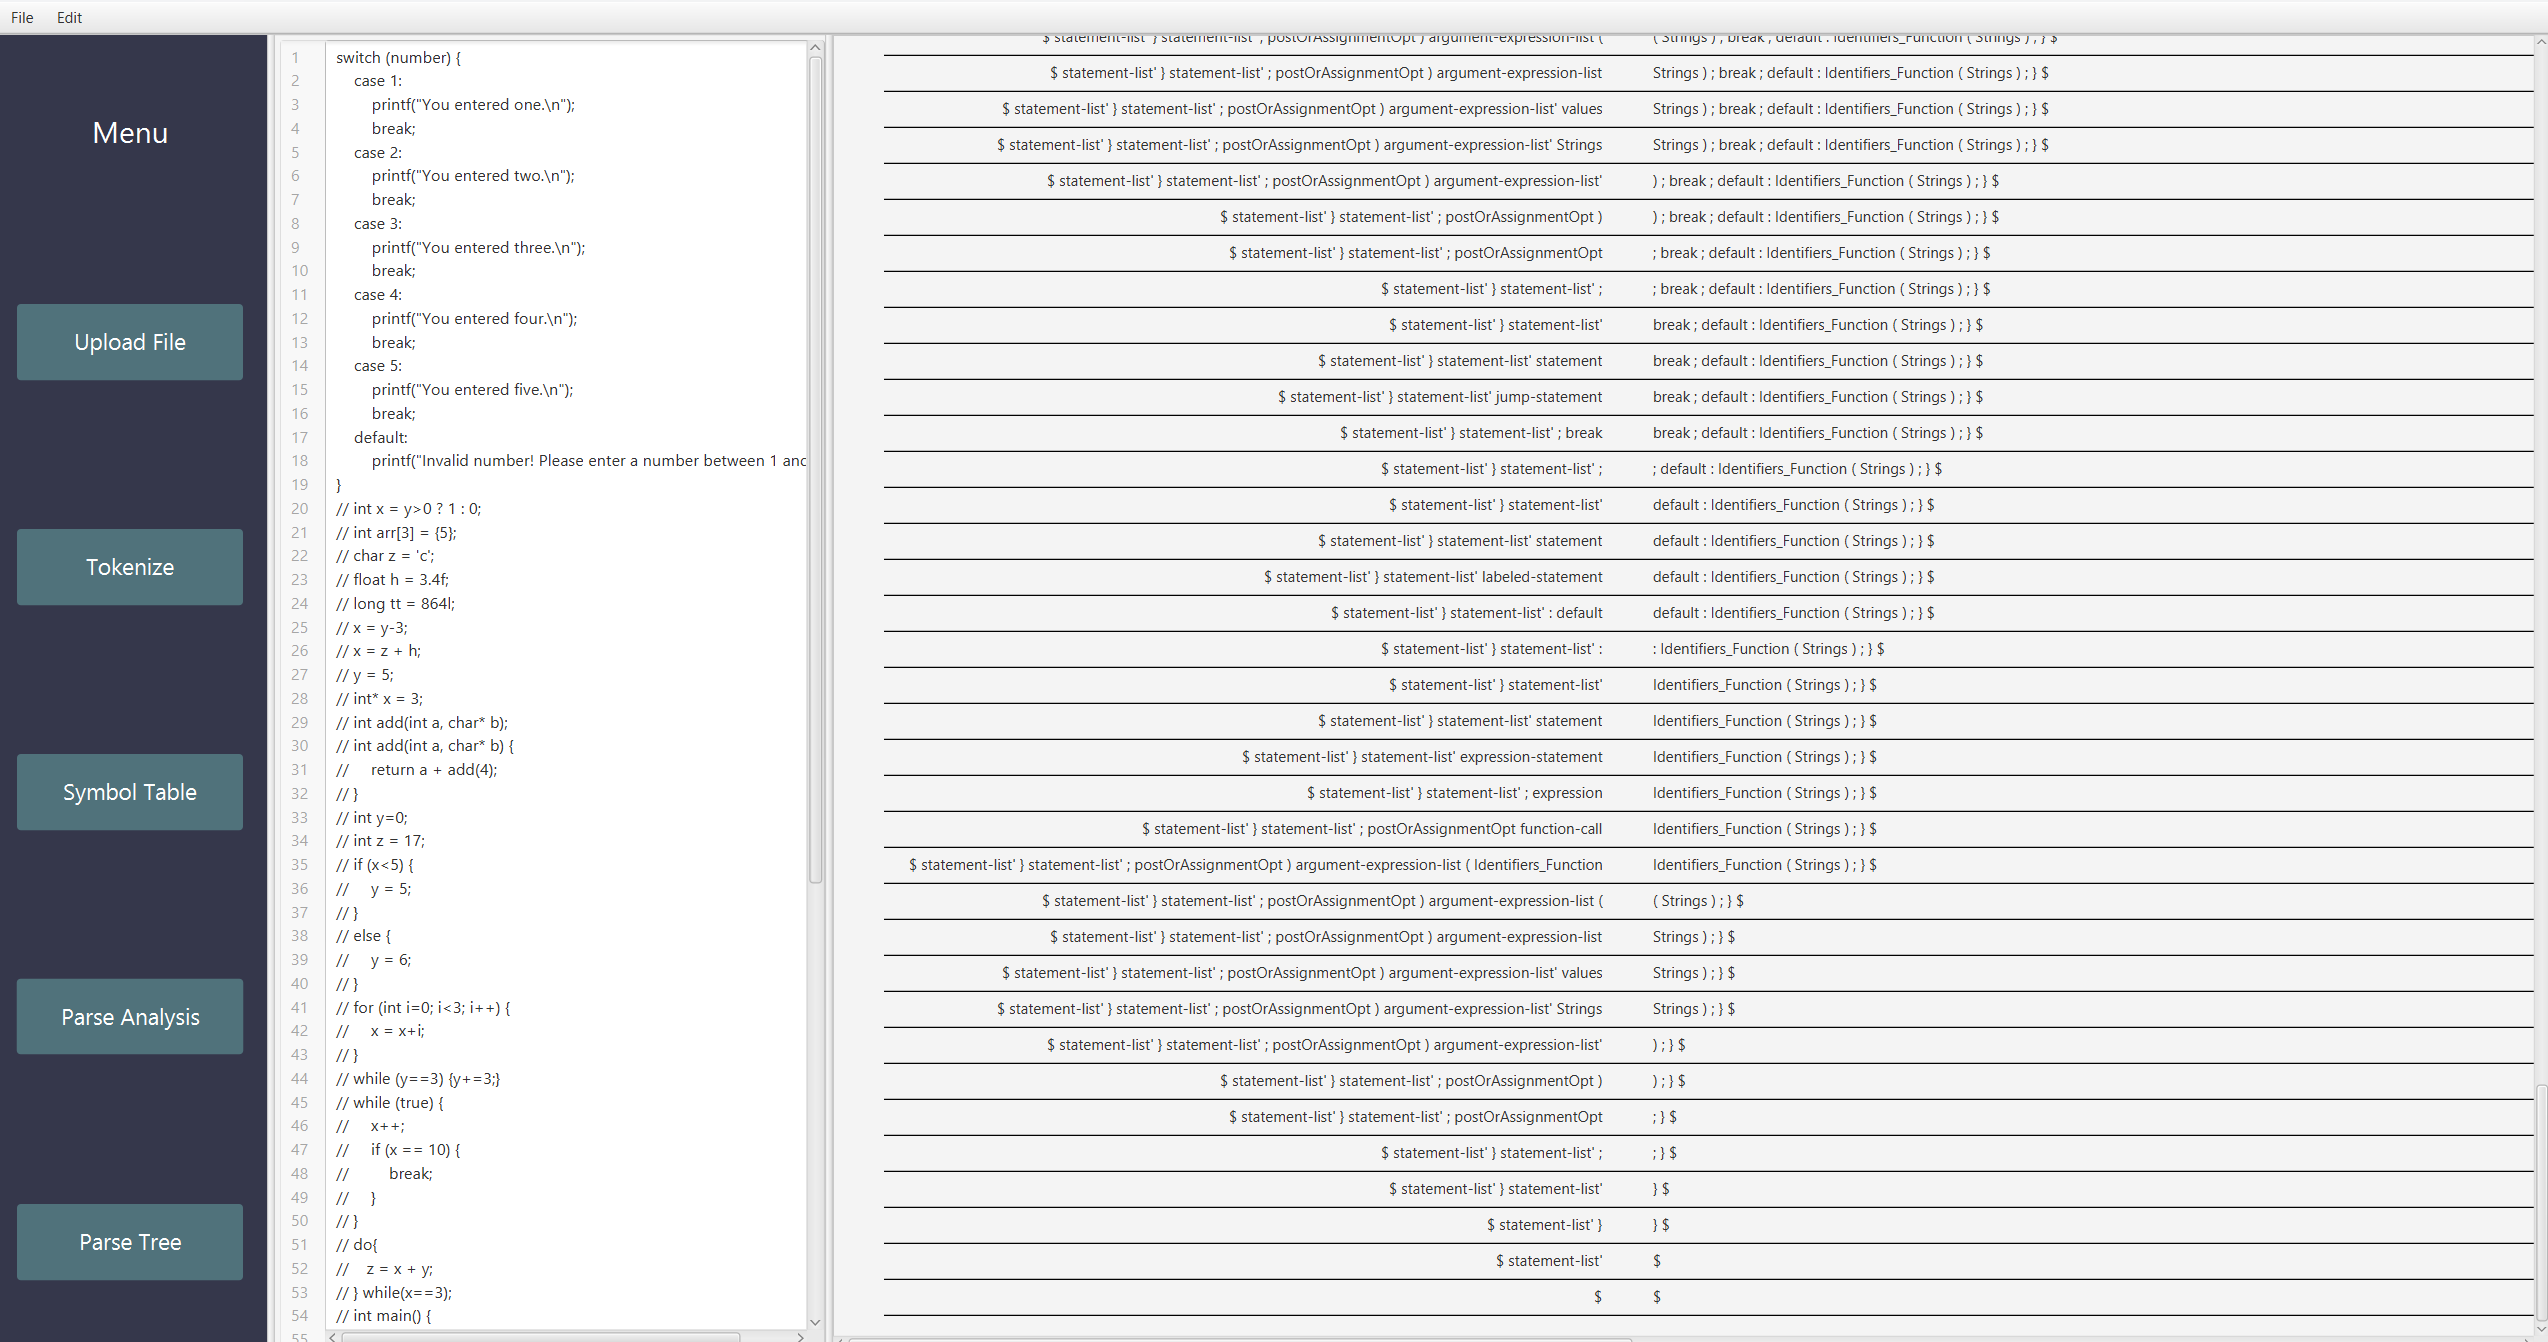 File Edit
Menu
Upload File
Tokenize
Symbol Table
Parse Analysis
Parse Tree
1 switch (number) {
2 case 1:
3 printf("You entered one.\n");
4 break;
5 case 2:
6 printf("You entered two.\n");
7 break;
8 case 3:
9 printf("You entered three.\n");
10 break;
11 case 4:
12 printf("You entered four.\n");
13 break;
14 case 5:
15 printf("You entered five.\n");
16 break;
17 default:
18 printf("Invalid number! Please enter a number between 1 and
19 }
20 // int x = y>0 ? 1 : 0;
21 // int arr[3] = {5};
22 // char z = 'c';
23 // float h = 3.4f;
24 // long tt = 864l;
25 // x = y-3;
26 // x = z + h;
27 // y = 5;
28 // int* x = 3;
29 // int add(int a, char* b);
30 // int add(int a, char* b) {
31 // return a + add(4);
32 // }
33 // int y=0;
34 // int z = 17;
35 // if (x<5) {
36 // y = 5;
37 // }
38 // else {
39 // y = 6;
40 // }
41 // for (int i=0; i<3; i++) {
42 // x = x+i;
43 // }
44 // while (y==3) {y+=3;}
45 // while (true) {
46 // x++;
47 // if (x == 10) {
48 // break;
49 // }
50 // }
51 // do{
52 // z = x + y;
53 // } while(x==3);
54 // int main() {
55
$ statement-list' } statement-list' ; postOrAssignmentOpt ) argument-expression-list ( ( Strings ) ; break ; default : Identifiers_Function ( Strings ) ; } $
$ statement-list' } statement-list' ; postOrAssignmentOpt ) argument-expression-list Strings ) ; break ; default : Identifiers_Function ( Strings ) ; } $
$ statement-list' } statement-list' ; postOrAssignmentOpt ) argument-expression-list' values Strings ) ; break ; default : Identifiers_Function ( Strings ) ; } $
$ statement-list' } statement-list' ; postOrAssignmentOpt ) argument-expression-list' Strings Strings ) ; break ; default : Identifiers_Function ( Strings ) ; } $
$ statement-list' } statement-list' ; postOrAssignmentOpt ) argument-expression-list' ) ; break ; default : Identifiers_Function ( Strings ) ; } $
$ statement-list' } statement-list' ; postOrAssignmentOpt ) ) ; break ; default : Identifiers_Function ( Strings ) ; } $
$ statement-list' } statement-list' ; postOrAssignmentOpt ; break ; default : Identifiers_Function ( Strings ) ; } $
$ statement-list' } statement-list' ; ; break ; default : Identifiers_Function ( Strings ) ; } $
$ statement-list' } statement-list' break ; default : Identifiers_Function ( Strings ) ; } $
$ statement-list' } statement-list' statement break ; default : Identifiers_Function ( Strings ) ; } $
$ statement-list' } statement-list' jump-statement break ; default : Identifiers_Function ( Strings ) ; } $
$ statement-list' } statement-list' ; break break ; default : Identifiers_Function ( Strings ) ; } $
$ statement-list' } statement-list' ; ; default : Identifiers_Function ( Strings ) ; } $
$ statement-list' } statement-list' default : Identifiers_Function ( Strings ) ; } $
$ statement-list' } statement-list' statement default : Identifiers_Function ( Strings ) ; } $
$ statement-list' } statement-list' labeled-statement default : Identifiers_Function ( Strings ) ; } $
$ statement-list' } statement-list' : default default : Identifiers_Function ( Strings ) ; } $
$ statement-list' } statement-list' : : Identifiers_Function ( Strings ) ; } $
$ statement-list' } statement-list' Identifiers_Function ( Strings ) ; } $
$ statement-list' } statement-list' statement Identifiers_Function ( Strings ) ; } $
$ statement-list' } statement-list' expression-statement Identifiers_Function ( Strings ) ; } $
$ statement-list' } statement-list' ; expression Identifiers_Function ( Strings ) ; } $
$ statement-list' } statement-list' ; postOrAssignmentOpt function-call Identifiers_Function ( Strings ) ; } $
$ statement-list' } statement-list' ; postOrAssignmentOpt ) argument-expression-list ( Identifiers_Function Identifiers_Function ( Strings ) ; } $
$ statement-list' } statement-list' ; postOrAssignmentOpt ) argument-expression-list ( ( Strings ) ; } $
$ statement-list' } statement-list' ; postOrAssignmentOpt ) argument-expression-list Strings ) ; } $
$ statement-list' } statement-list' ; postOrAssignmentOpt ) argument-expression-list' values Strings ) ; } $
$ statement-list' } statement-list' ; postOrAssignmentOpt ) argument-expression-list' Strings Strings ) ; } $
$ statement-list' } statement-list' ; postOrAssignmentOpt ) argument-expression-list' ) ; } $
$ statement-list' } statement-list' ; postOrAssignmentOpt ) ) ; } $
$ statement-list' } statement-list' ; postOrAssignmentOpt ; } $
$ statement-list' } statement-list' ; ; } $
$ statement-list' } statement-list' } $
$ statement-list' } } $
$ statement-list' $
$ $